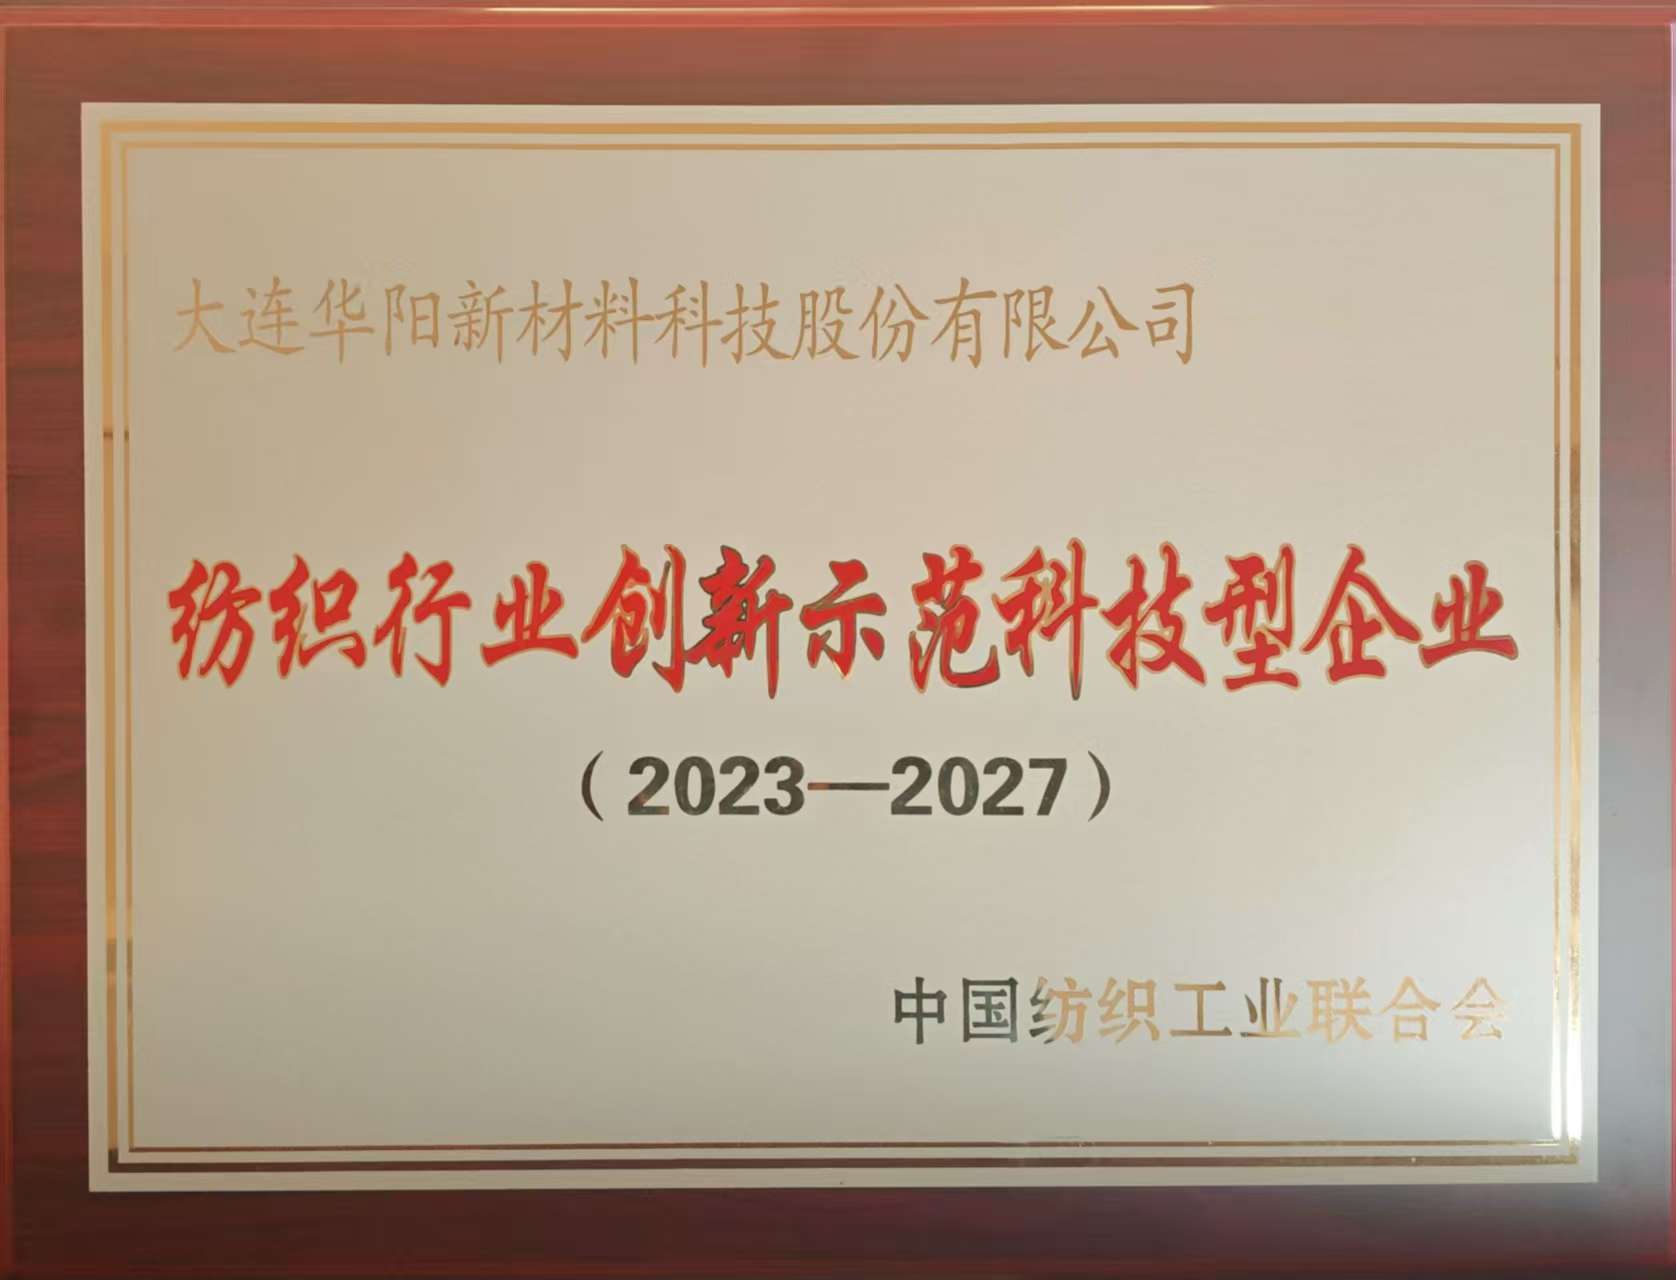 大连华阳新材料科技股份有限公司
纺织行业创新示范科技型企业
（2023—2027）
中国纺织工业联合会